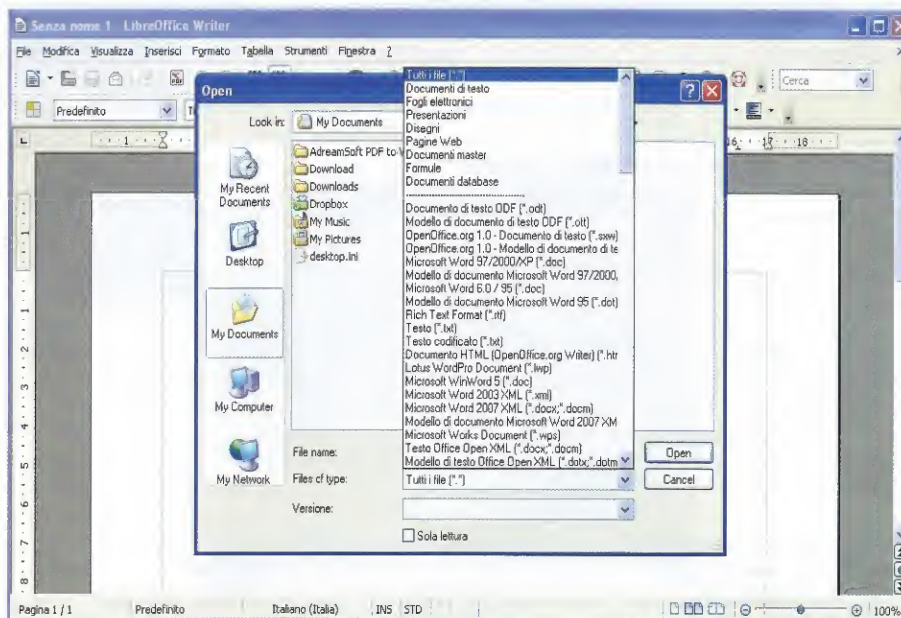 Senza nome 1 - LibreOffice Writer
File Modifica Visualizza Inserisci Formato Tabella Strumenti Finestra ?
Cerca
Predefinito
Open
Look in:
My Documents
My Recent Documents
Desktop
My Documents
My Computer
My Network
AdreamSoft PDF to
Download
Downloads
Dropbox
My Music
My Pictures
desktop.ini
Tutti i file (*.*)
Documenti di testo
Fogli elettronici
Presentazioni
Disegni
Pagine Web
Documenti master
Formule
Documenti database
Documento di testo ODF (*.odt)
Modello di documento di testo ODF (*.ott)
OpenOffice.org 1.0 - Documento di testo (*.sxw)
OpenOffice.org 1.0 - Modello di documento di te
Microsoft Word 97/2000/XP (*.doc)
Modello di documento Microsoft Word 97/2000,
Microsoft Word 6.0 / 95 (*.doc)
Modello di documento Microsoft Word 95 (*.dot)
Rich Text Format (*.rtf)
Testo (*.txt)
Testo codificato (*.txt)
Documento HTML (OpenOffice.org Writer) (*.htr
Lotus WordPro Document (*.lwp)
Microsoft WinWord 5 (*.doc)
Microsoft Word 2003 XML (*.xml)
Microsoft Word 2007 XML (*.docx;*.docm)
Modello di documento Microsoft Word 2007 XM
Microsoft Works Document (*.wps)
Testo Office Open XML (*.docx;*.docm)
Modello di testo Office Open XML (*.dotx;*.dotm
File name:
Files of type:
Tutti i file (*.*)
Versione:
Sola lettura
Open
Cancel
Pagina 1 / 1 Predefinito Italiano (Italia) INS STD 100%